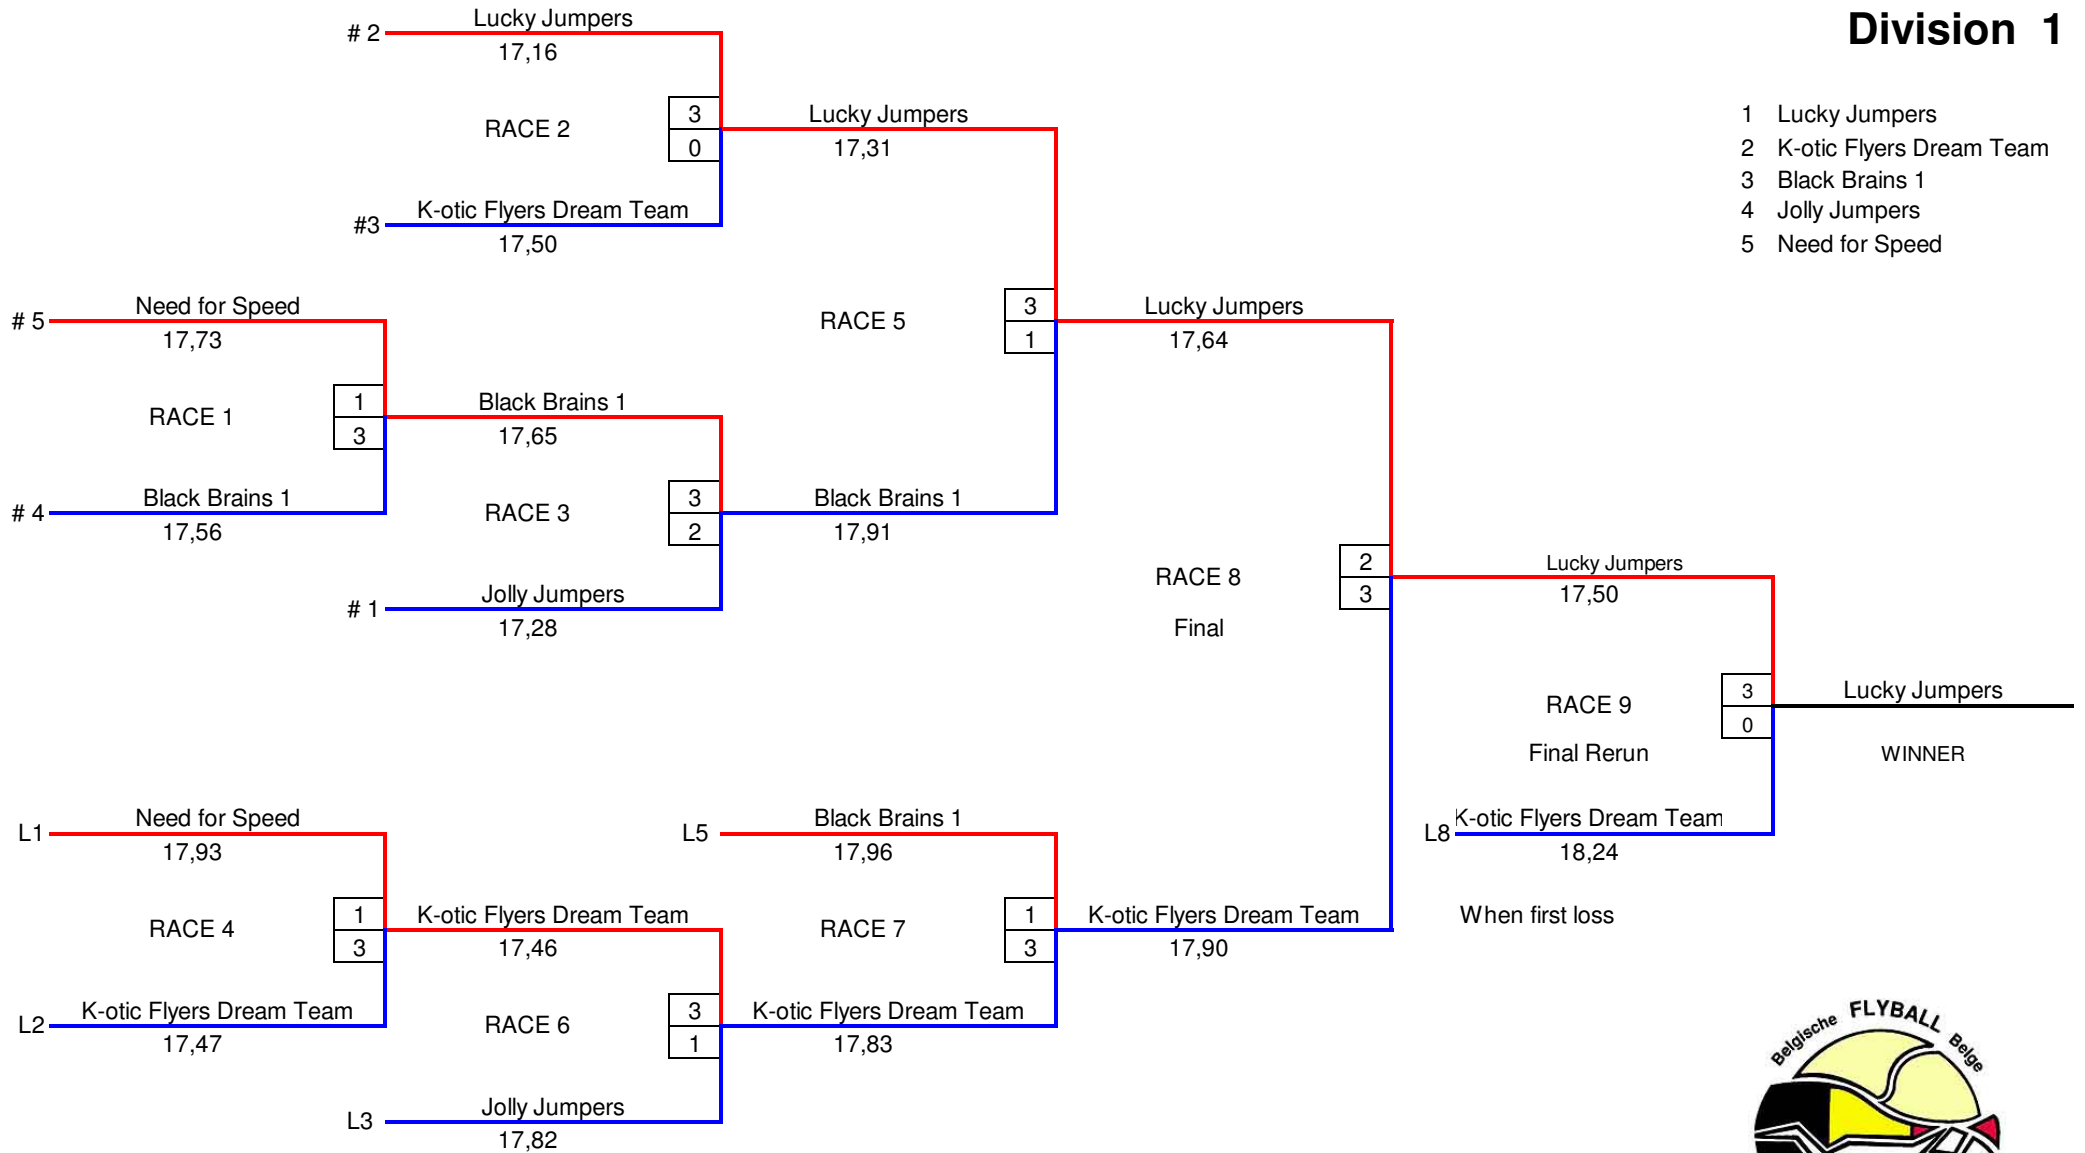 Division 1
Lucky Jumpers
# 2
17,16
RACE 2
3
0
Lucky Jumpers
17,31
K-otic Flyers Dream Team
#3
17,50
1 Lucky Jumpers
2 K-otic Flyers Dream Team
3 Black Brains 1
4 Jolly Jumpers
5 Need for Speed
Need for Speed
# 5
17,73
RACE 1
1
3
Black Brains 1
# 4
17,56
Black Brains 1
17,65
RACE 3
3
2
Jolly Jumpers
# 1
17,28
RACE 5
3
1
Black Brains 1
17,91
Lucky Jumpers
17,64
RACE 8
2
3
Final
Lucky Jumpers
17,50
RACE 9
3
0
Final Rerun
Lucky Jumpers
WINNER
K-otic Flyers Dream Team
L8
18,24
When first loss
Need for Speed
L1
17,93
RACE 4
1
3
K-otic Flyers Dream Team
L2
17,47
K-otic Flyers Dream Team
17,46
RACE 6
3
1
Jolly Jumpers
L3
17,82
Black Brains 1
L5
17,96
RACE 7
1
3
K-otic Flyers Dream Team
17,83
K-otic Flyers Dream Team
17,90
Belgische FLYBALL Belge